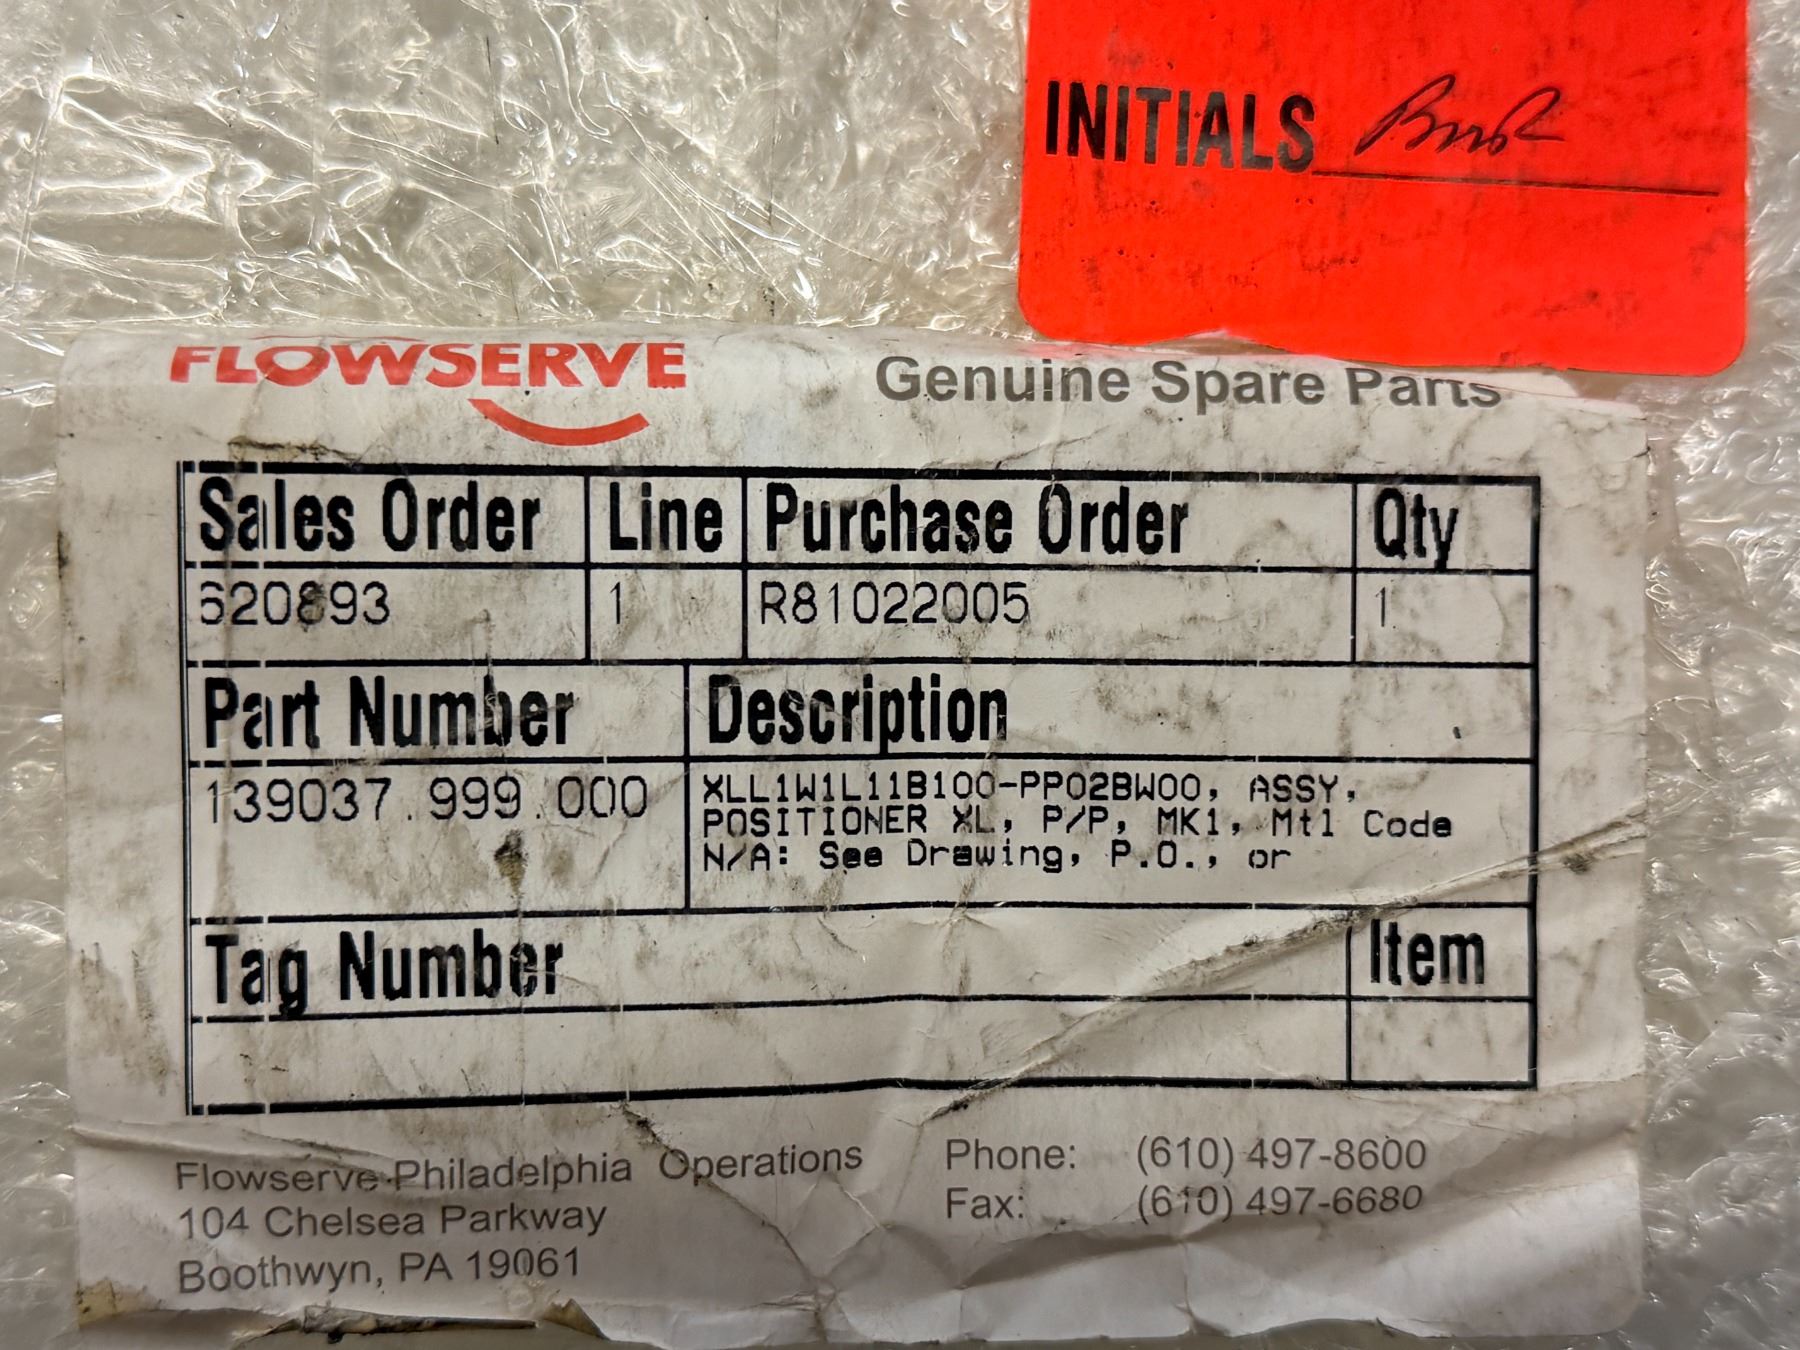 INITIALS
FLOWSERVE
Genuine Spare Parts
Sales Order Line Purchase Order Qty
620893 1 R81022005 1
Part Number Description
139037.999.000 XLL1W1L11B100-PP02BW00, ASSY,
POSITIONER XL, P/P, MK1, Mtl Code
N/A: See Drawing, P.O., or
Tag Number Item
Flowserve Philadelphia Operations
104 Chelsea Parkway
Boothwyn, PA 19061
Phone: (610) 497-8600
Fax: (610) 497-6680